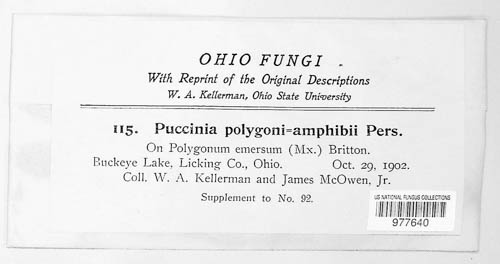 OHIO FUNGI
With Reprint of the Original Descriptions
W. A. Kellerman, Ohio State University
115. Puccinia polygoni=amphibii Pers.
On Polygonum emersum (Mx.) Britton.
Buckeye Lake, Licking Co., Ohio. Oct. 29, 1902.
Coll. W. A. Kellerman and James McOwen, Jr.
Supplement to No. 92.
US NATIONAL FUNGUS COLLECTIONS
977640